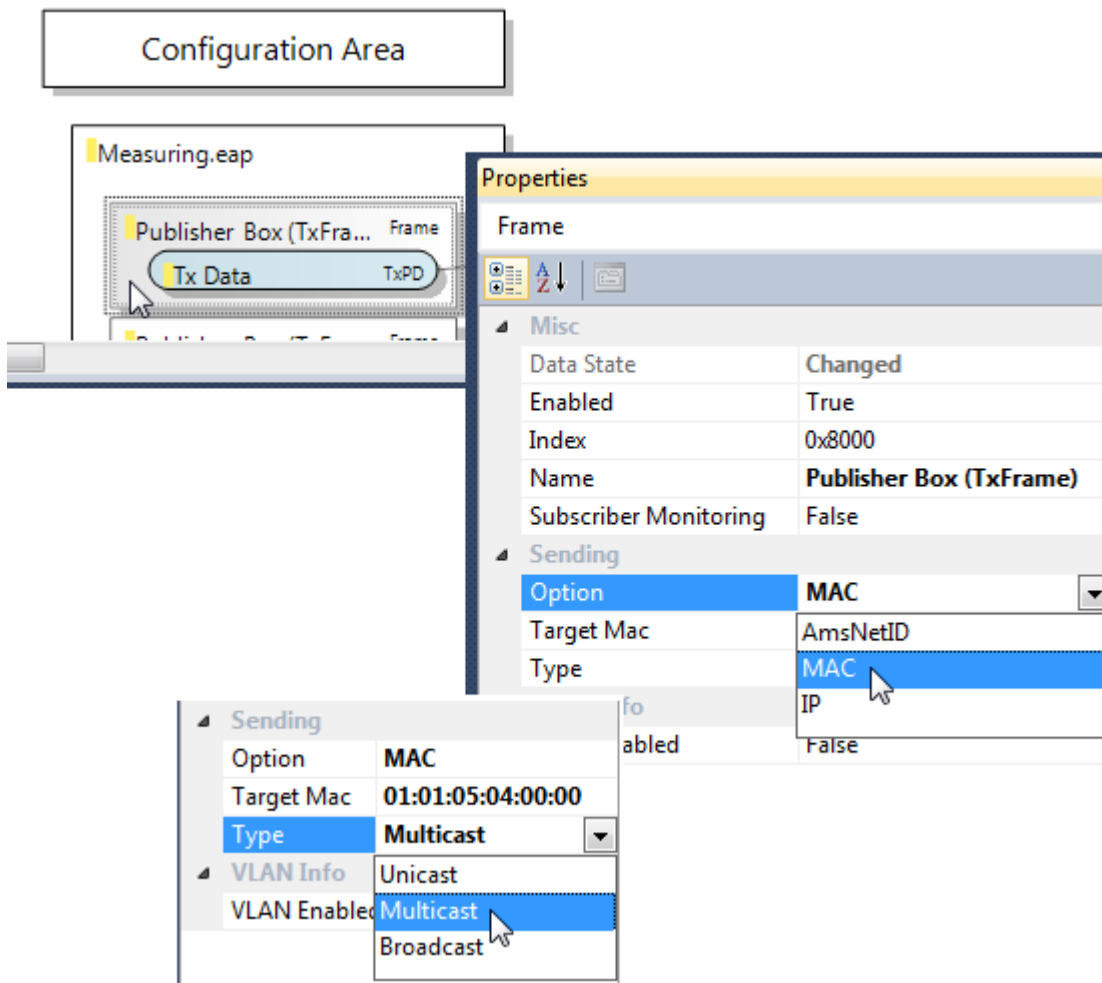 Configuration Area
Measuring.eap
Publisher Box (TxFra... Frame
Tx Data TxPD
Properties
Frame
Misc
Data State Changed
Enabled True
Index 0x8000
Name Publisher Box (TxFrame)
Subscriber Monitoring False
Sending
Option MAC
Target Mac AmsNetID
Type MAC
fo IP
abled False
Sending
Option MAC
Target Mac 01:01:05:04:00:00
Type Multicast
VLAN Info Unicast
VLAN Enabled Multicast
Broadcast